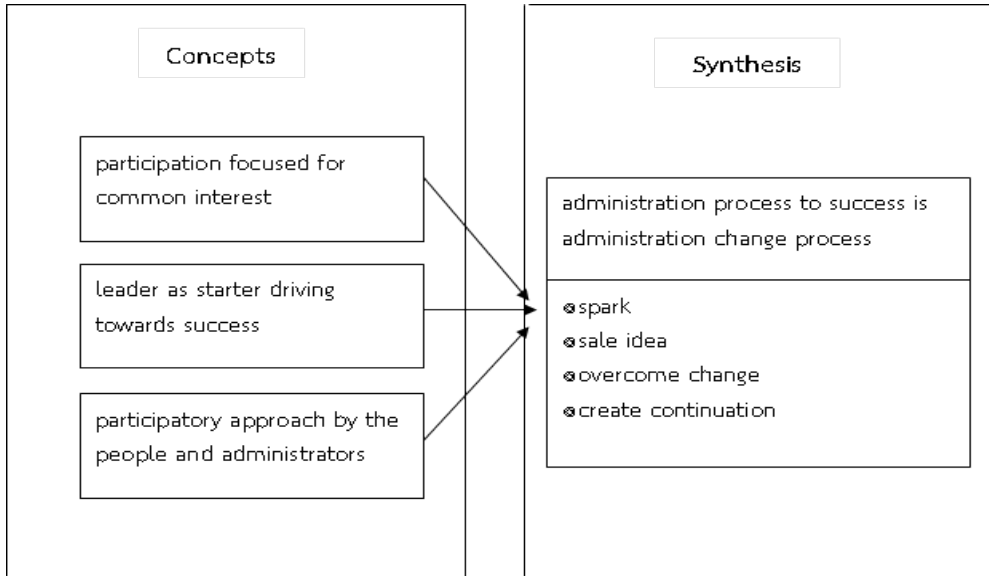 Concepts
participation focused for
common interest
leader as starter driving
towards success
participatory approach by the
people and administrators
Synthesis
administration process to success is
administration change process
spark
sale idea
overcome change
create continuation